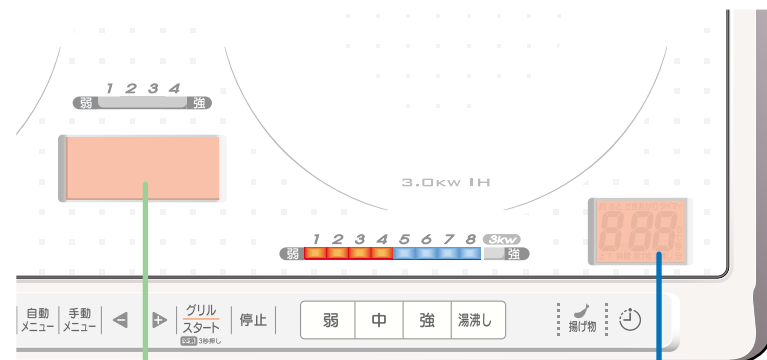 1 2 3 4
弱 強
3.0KW IH
888
1 2 3 4 5 6 7 8 3kw
弱 強
自動メニュー
手動メニュー
グリル
スタート
3秒押し
停止
弱 中 強 湯沸し
揚げ物